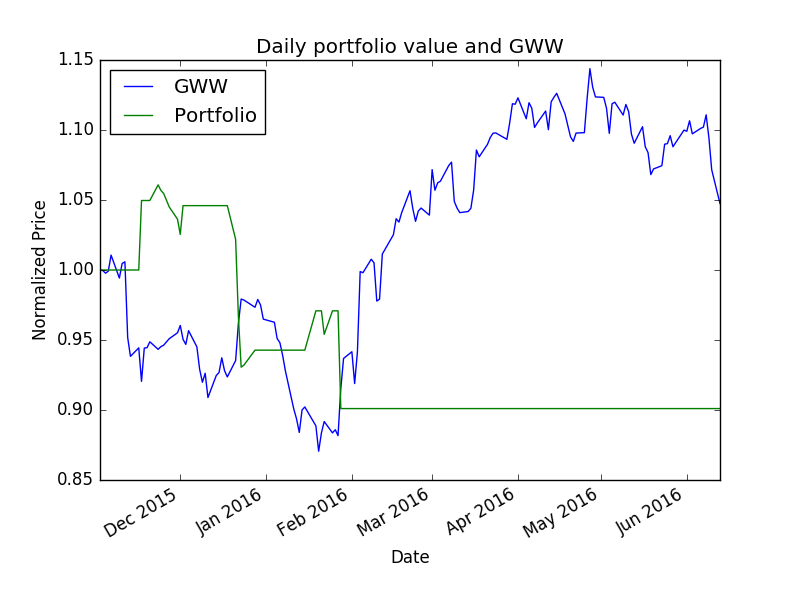 Daily portfolio value and GWW
1.15
GWW
Portfolio
1.10
1.05
1.00
0.95
0.90
0.85
Normalized Price
Dec 2015
Jan 2016
Feb 2016
Mar 2016
Apr 2016
May 2016
Jun 2016
Date